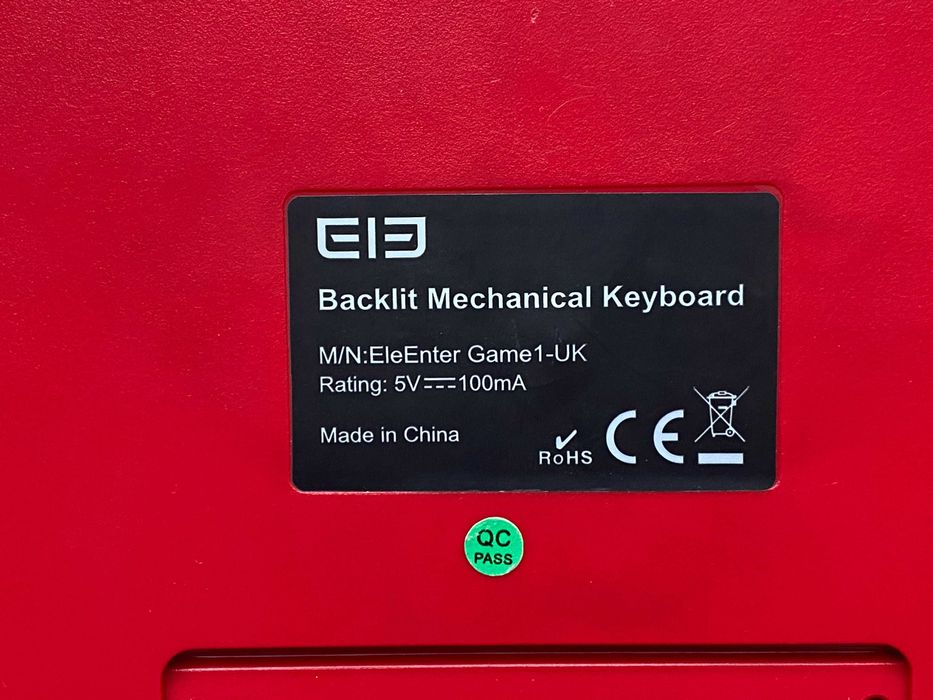 EIE
Backlit Mechanical Keyboard
M/N:EleEnter Game1-UK
Rating: 5V⎓100mA
Made in China
RoHS
CE
QC
PASS